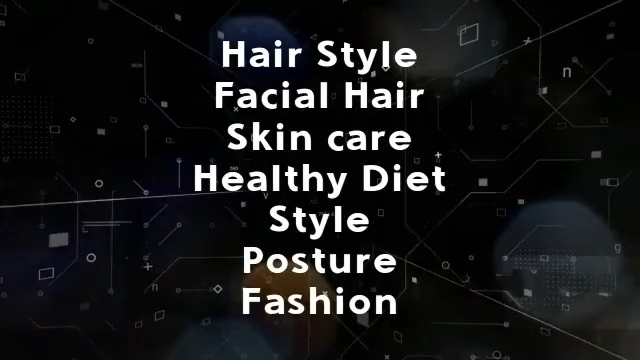 Hair Style
Facial Hair
Skin care
Healthy Diet
Style
Posture
Fashion